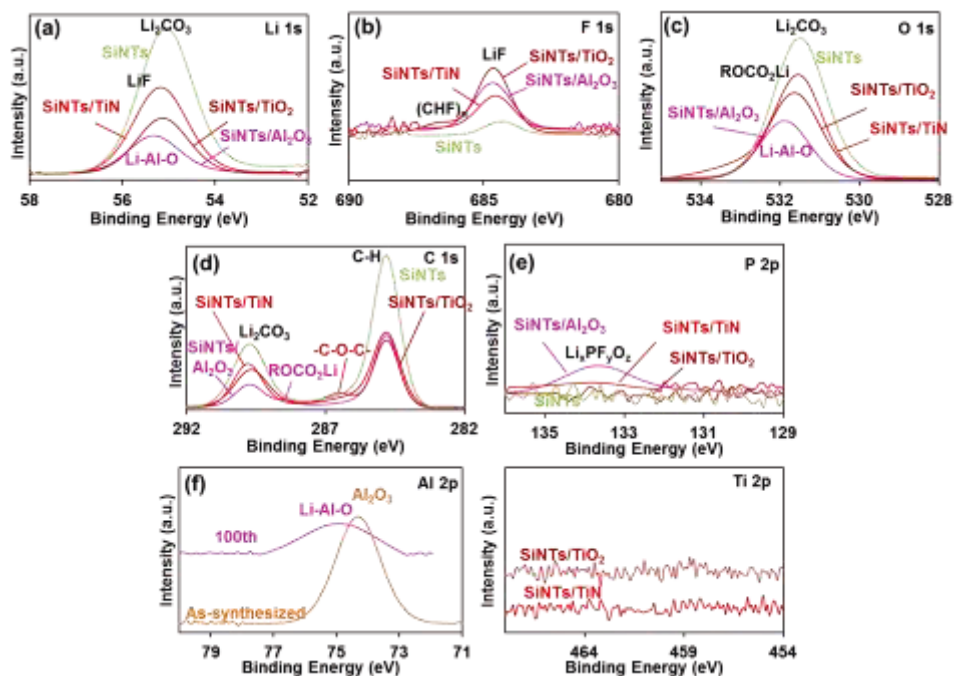 (a)
Li₂CO₃
Li 1s
SiNTs
LiF
SiNTs/TiN
SiNTs/TiO₂
SiNTs/Al₂O₃
Li-Al-O
Intensity (a.u.)
58 56 54 52
Binding Energy (eV)
(b)
F 1s
LiF
SiNTs/TiO₂
SiNTs/TiN
SiNTs/Al₂O₃
(CHF)ₓ
SiNTs
Intensity (a.u.)
690 685 680
Binding Energy (eV)
(c)
Li₂CO₃
O 1s
SiNTs
ROCO₂Li
SiNTs/TiO₂
SiNTs/Al₂O₃
SiNTs/TiN
Li-Al-O
Intensity (a.u.)
534 532 530 528
Binding Energy (eV)
(d)
C-H
C 1s
SiNTs
SiNTs/TiN
SiNTs/TiO₂
Li₂CO₃
-C-O-C-
SiNTs/
Al₂O₃
ROCO₂Li
Intensity (a.u.)
292 287 282
Binding Energy (eV)
(e)
P 2p
SiNTs/Al₂O₃
SiNTs/TiN
LiₓPFᵧO_z
SiNTs/TiO₂
SiNTs
Intensity (a.u.)
135 133 131 129
Binding Energy (eV)
(f)
Al 2p
Al₂O₃
Li-Al-O
100th
As-synthesized
Intensity (a.u.)
79 77 75 73 71
Binding Energy (eV)
Ti 2p
SiNTs/TiO₂
SiNTs/TiN
Intensity (a.u.)
464 459 454
Binding Energy (eV)